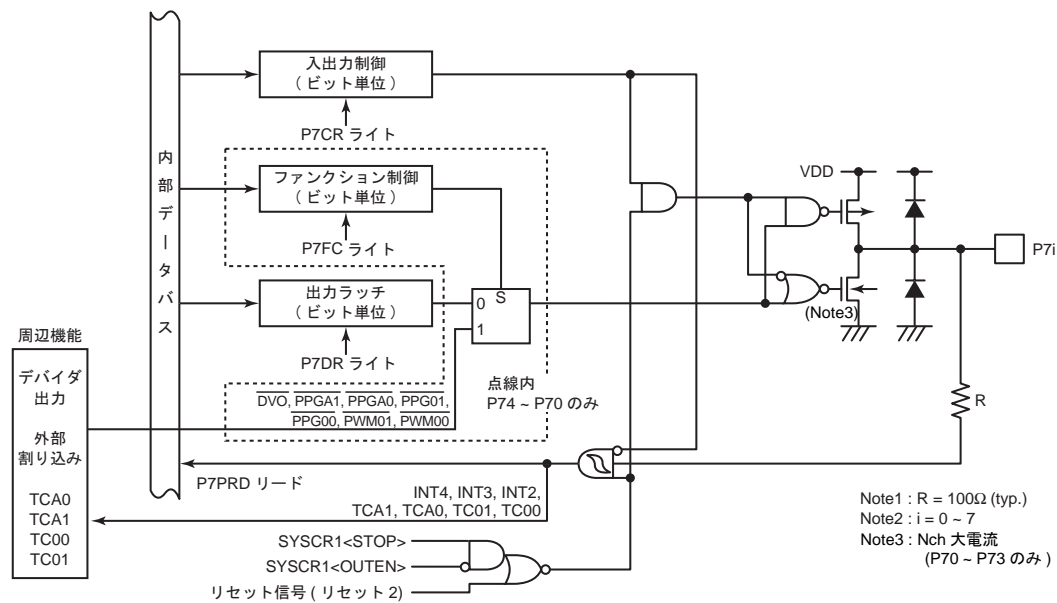 入出力制御
( ビット単位 )
P7CR ライト
内部データバス
ファンクション制御
( ビット単位 )
P7FC ライト
出力ラッチ
( ビット単位 )
P7DR ライト
S
0
1
点線内
P74 ~ P70 のみ
DVO, PPGA1, PPGA0, PPG01,
PPG00, PWM01, PWM00
周辺機能
デバイダ
出力
外部
割り込み
TCA0
TCA1
TC00
TC01
P7PRD リード
INT4, INT3, INT2,
TCA1, TCA0, TC01, TC00
SYSCR1<STOP>
SYSCR1<OUTEN>
リセット信号 ( リセット 2)
VDD
P7i
(Note3)
R
Note1 : R = 100Ω (typ.)
Note2 : i = 0 ~ 7
Note3 : Nch 大電流
(P70 ~ P73 のみ )